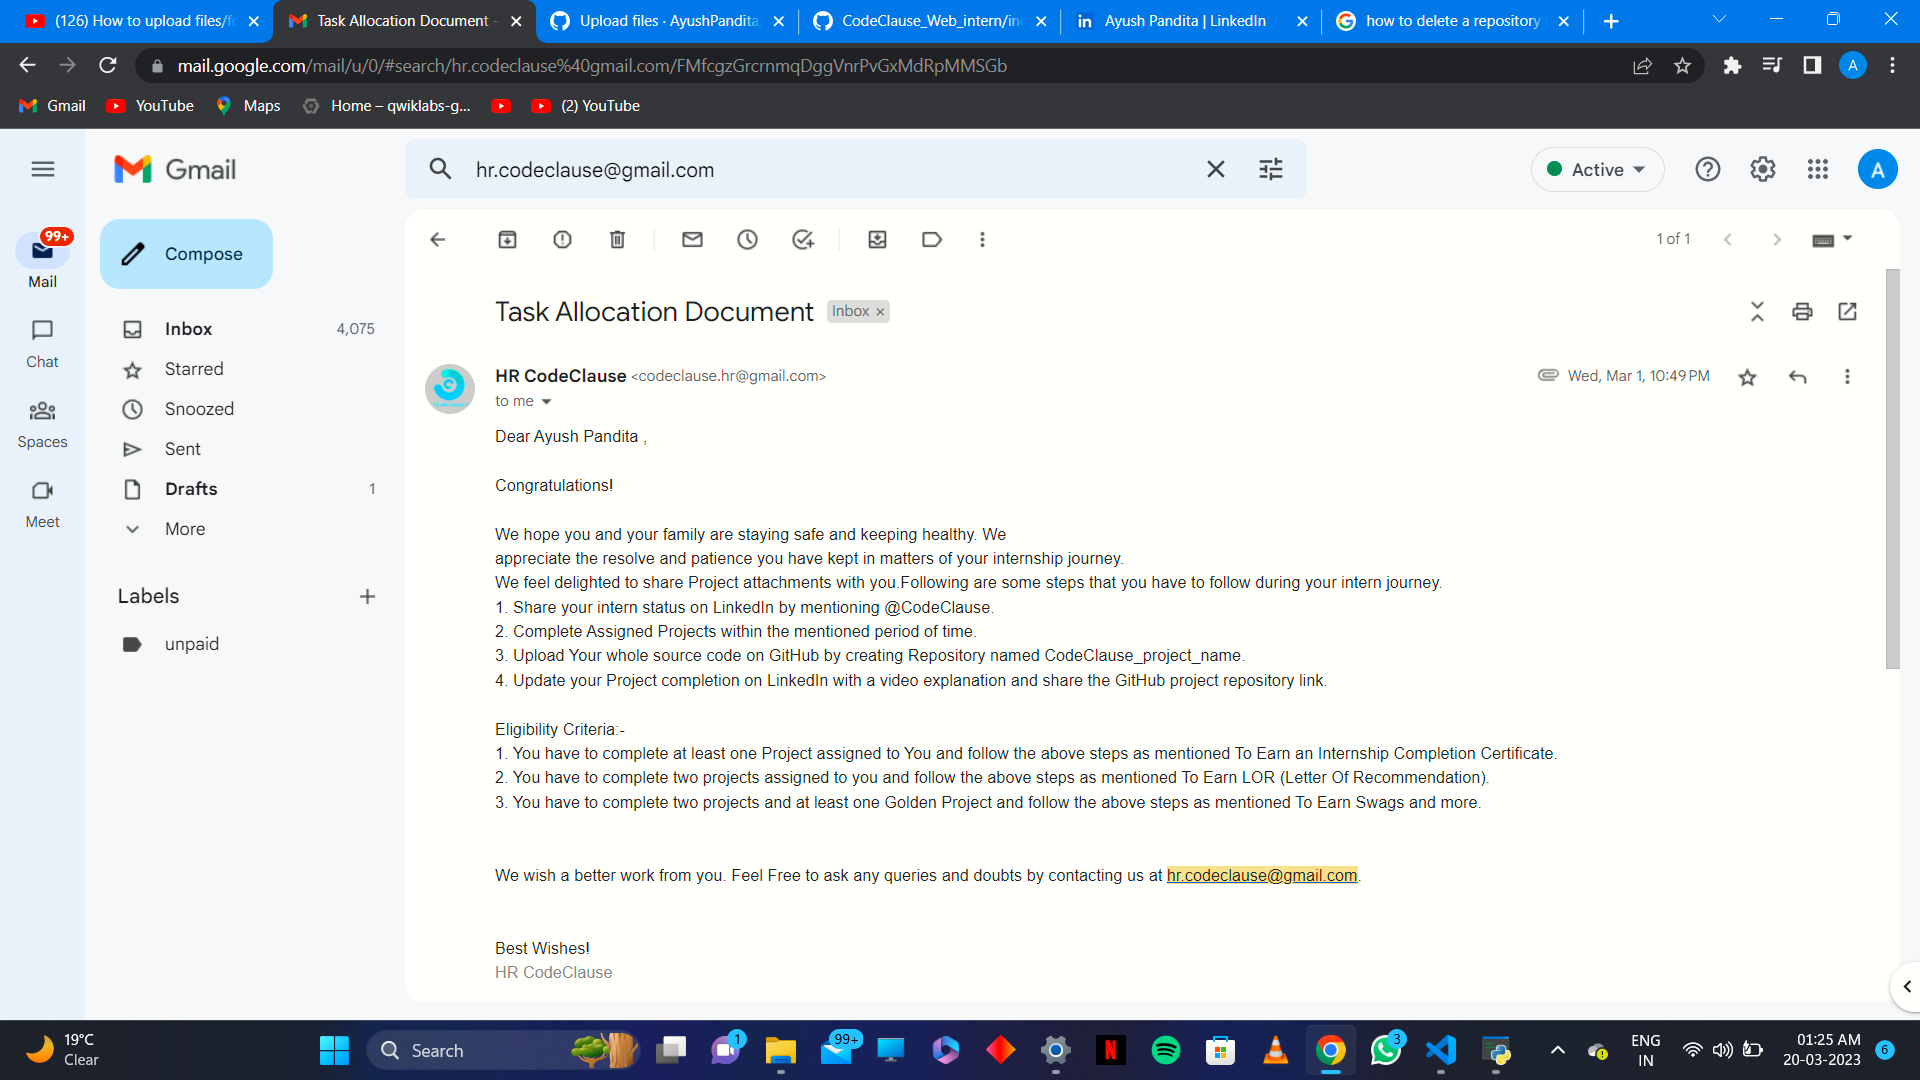 (126) How to upload files/fo
Task Allocation Document -
Upload files · AyushPandita
CodeClause_Web_intern/in
Ayush Pandita | LinkedIn
how to delete a repository
mail.google.com/mail/u/0/#search/hr.codeclause%40gmail.com/FMfcgzGrcrnmqDggVnrPvGxMdRpMMSGb
A
Gmail
YouTube
Maps
Home – qwiklabs-g...
(2) YouTube
Gmail
hr.codeclause@gmail.com
Active
A
99+
Mail
Chat
Spaces
Meet
Compose
Inbox 4,075
Starred
Snoozed
Sent
Drafts 1
More
Labels
unpaid
1 of 1
Task Allocation Document
Inbox ×
HR CodeClause <codeclause.hr@gmail.com>
Wed, Mar 1, 10:49 PM
to me
Dear Ayush Pandita ,
Congratulations!
We hope you and your family are staying safe and keeping healthy. We
appreciate the resolve and patience you have kept in matters of your internship journey.
We feel delighted to share Project attachments with you.Following are some steps that you have to follow during your intern journey.
1. Share your intern status on LinkedIn by mentioning @CodeClause.
2. Complete Assigned Projects within the mentioned period of time.
3. Upload Your whole source code on GitHub by creating Repository named CodeClause_project_name.
4. Update your Project completion on LinkedIn with a video explanation and share the GitHub project repository link.
Eligibility Criteria:-
1. You have to complete at least one Project assigned to You and follow the above steps as mentioned To Earn an Internship Completion Certificate.
2. You have to complete two projects assigned to you and follow the above steps as mentioned To Earn LOR (Letter Of Recommendation).
3. You have to complete two projects and at least one Golden Project and follow the above steps as mentioned To Earn Swags and more.
We wish a better work from you. Feel Free to ask any queries and doubts by contacting us at hr.codeclause@gmail.com.
Best Wishes!
HR CodeClause
19°C
Clear
Search
1
99+
N
3
ENG
IN
01:25 AM
20-03-2023
6